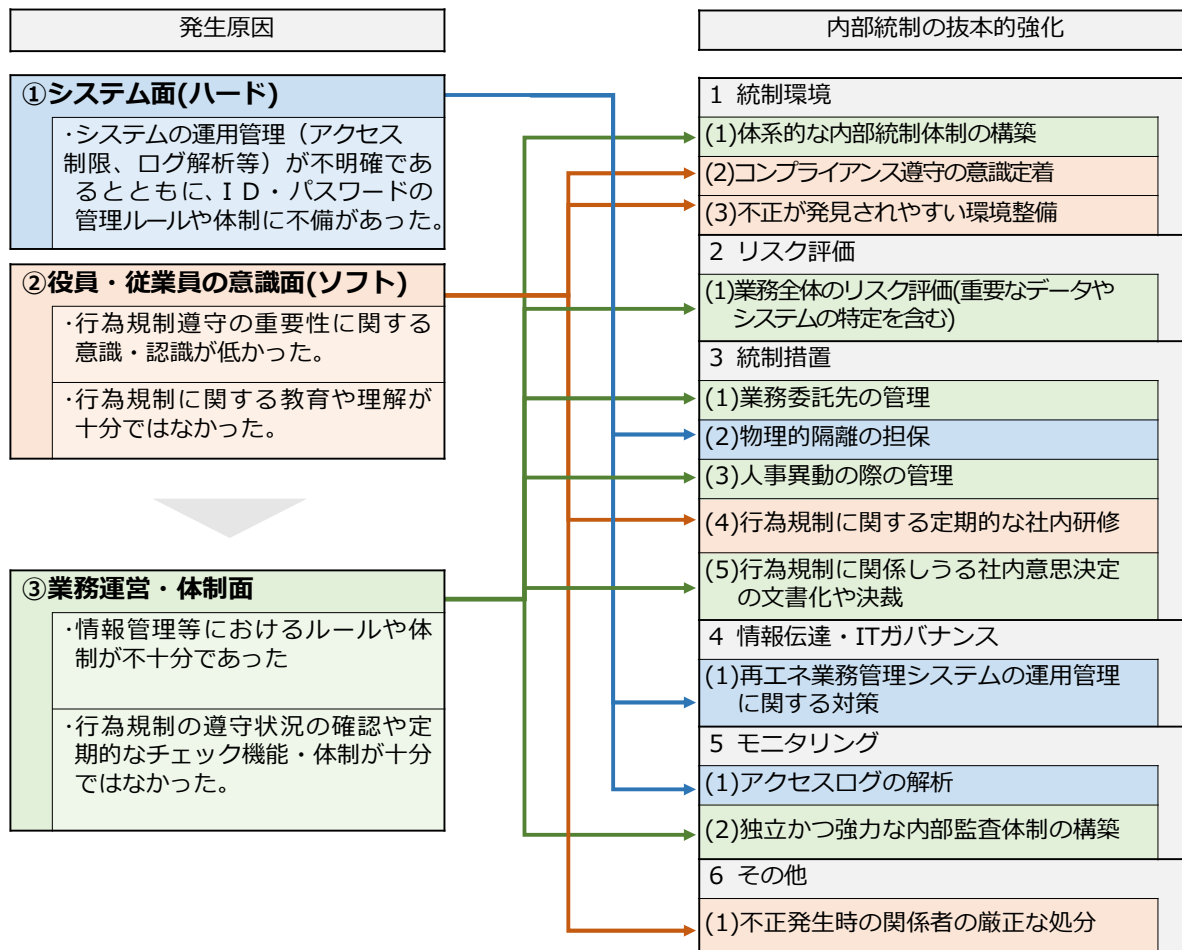 発生原因
①システム面(ハード)
・システムの運用管理（アクセス
制限、ログ解析等）が不明確であ
るとともに、ＩＤ・パスワードの
管理ルールや体制に不備があった。
②役員・従業員の意識面(ソフト)
・行為規制遵守の重要性に関する
意識・認識が低かった。
・行為規制に関する教育や理解が
十分ではなかった。
③業務運営・体制面
・情報管理等におけるルールや体
制が不十分であった
・行為規制の遵守状況の確認や定
期的なチェック機能・体制が十分
ではなかった。
内部統制の抜本的強化
1 統制環境
(1)体系的な内部統制体制の構築
(2)コンプライアンス遵守の意識定着
(3)不正が発見されやすい環境整備
2 リスク評価
(1)業務全体のリスク評価(重要なデータや
システムの特定を含む)
3 統制措置
(1)業務委託先の管理
(2)物理的隔離の担保
(3)人事異動の際の管理
(4)行為規制に関する定期的な社内研修
(5)行為規制に関係しうる社内意思決定
の文書化や決裁
4 情報伝達・ITガバナンス
(1)再エネ業務管理システムの運用管理
に関する対策
5 モニタリング
(1)アクセスログの解析
(2)独立かつ強力な内部監査体制の構築
6 その他
(1)不正発生時の関係者の厳正な処分